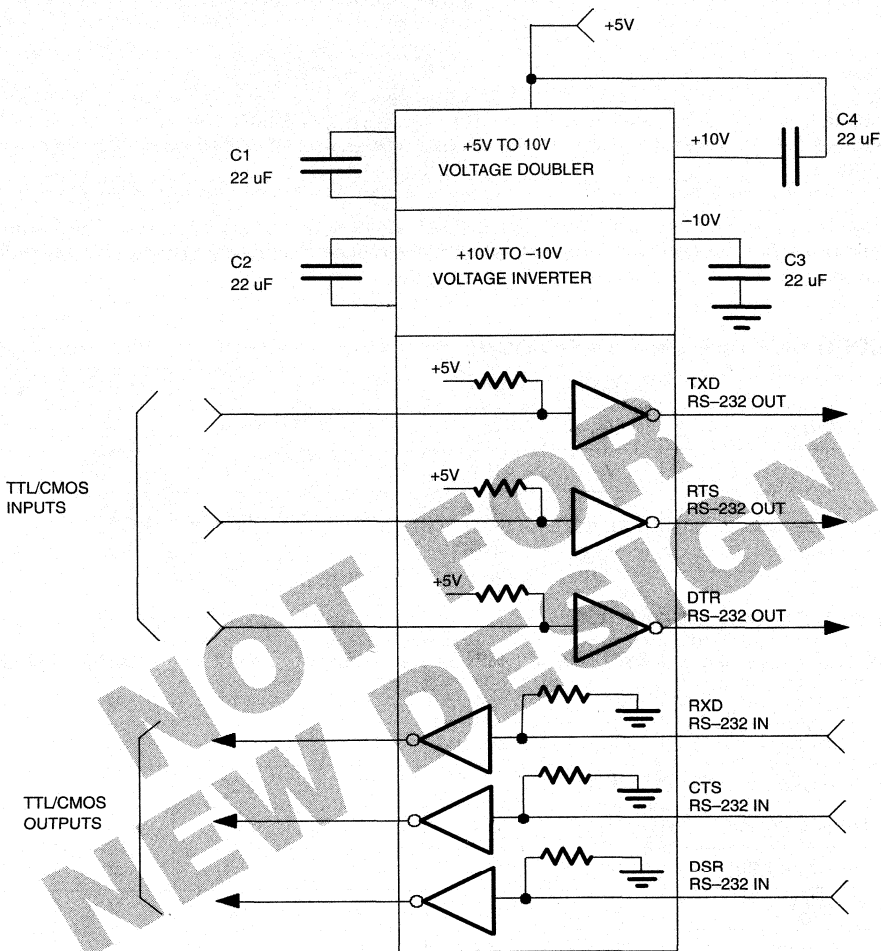 +5V
C4
22 uF
+10V
+5V TO 10V
VOLTAGE DOUBLER
C1
22 uF
–10V
+10V TO –10V
VOLTAGE INVERTER
C2
22 uF
C3
22 uF
+5V
TXD
RS–232 OUT
TTL/CMOS
INPUTS
+5V
RTS
RS–232 OUT
+5V
DTR
RS–232 OUT
RXD
RS–232 IN
TTL/CMOS
OUTPUTS
CTS
RS–232 IN
DSR
RS–232 IN
NOT FOR
NEW DESIGN